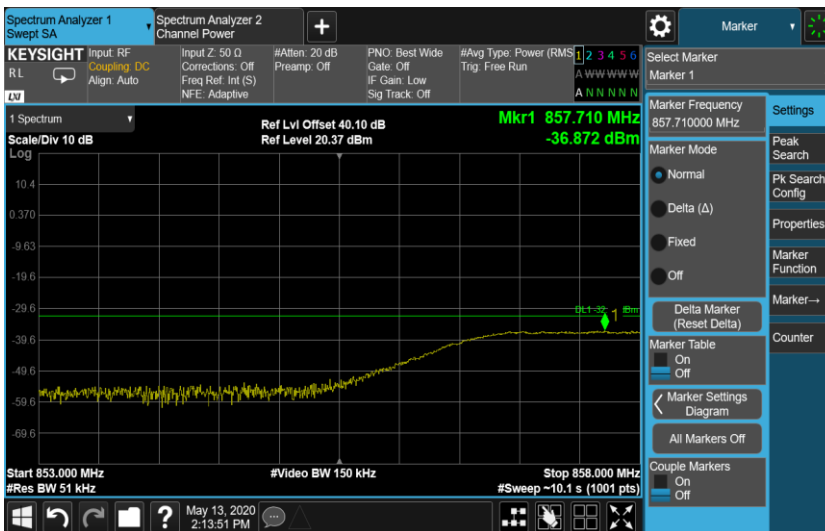 Spectrum Analyzer 1
Swept SA
Spectrum Analyzer 2
Channel Power
+
Marker
KEYSIGHT
RL
LXI
Input: RF
Coupling: DC
Align: Auto
Input Z: 50 Ω
Corrections: Off
Freq Ref: Int (S)
NFE: Adaptive
#Atten: 20 dB
Preamp: Off
PNO: Best Wide
Gate: Off
IF Gain: Low
Sig Track: Off
#Avg Type: Power (RMS
Trig: Free Run
1 2 3 4 5 6
A W W W W W
A N N N N N
Select Marker
Marker 1
1 Spectrum
Scale/Div 10 dB
Log
Ref Lvl Offset 40.10 dB
Ref Level 20.37 dBm
Mkr1 857.710 MHz
-36.872 dBm
10.4
0.370
-9.63
-19.6
-29.6
-39.6
-49.6
-59.6
-69.6
DL1 -32
1
Start 853.000 MHz
#Res BW 51 kHz
#Video BW 150 kHz
Stop 858.000 MHz
#Sweep ~10.1 s (1001 pts)
Marker Frequency
857.710000 MHz
Marker Mode
Normal
Delta (Δ)
Fixed
Off
Delta Marker
(Reset Delta)
Marker Table
On
Off
Marker Settings
Diagram
All Markers Off
Couple Markers
On
Off
Settings
Peak
Search
Pk Search
Config
Properties
Marker
Function
Marker→
Counter
?
May 13, 2020
2:13:51 PM